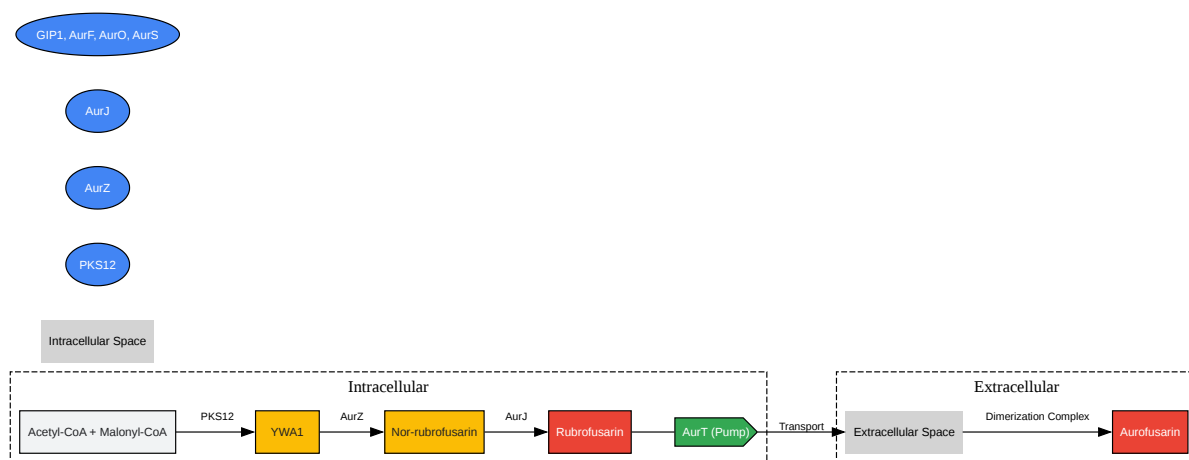 GIP1, AurF, AurO, AurS
AurJ
AurZ
PKS12
Intracellular Space
Intracellular
Extracellular
Acetyl-CoA + Malonyl-CoA
PKS12
YWA1
AurZ
Nor-rubrofusarin
AurJ
Rubrofusarin
AurT (Pump)
Transport
Extracellular Space
Dimerization Complex
Aurofusarin